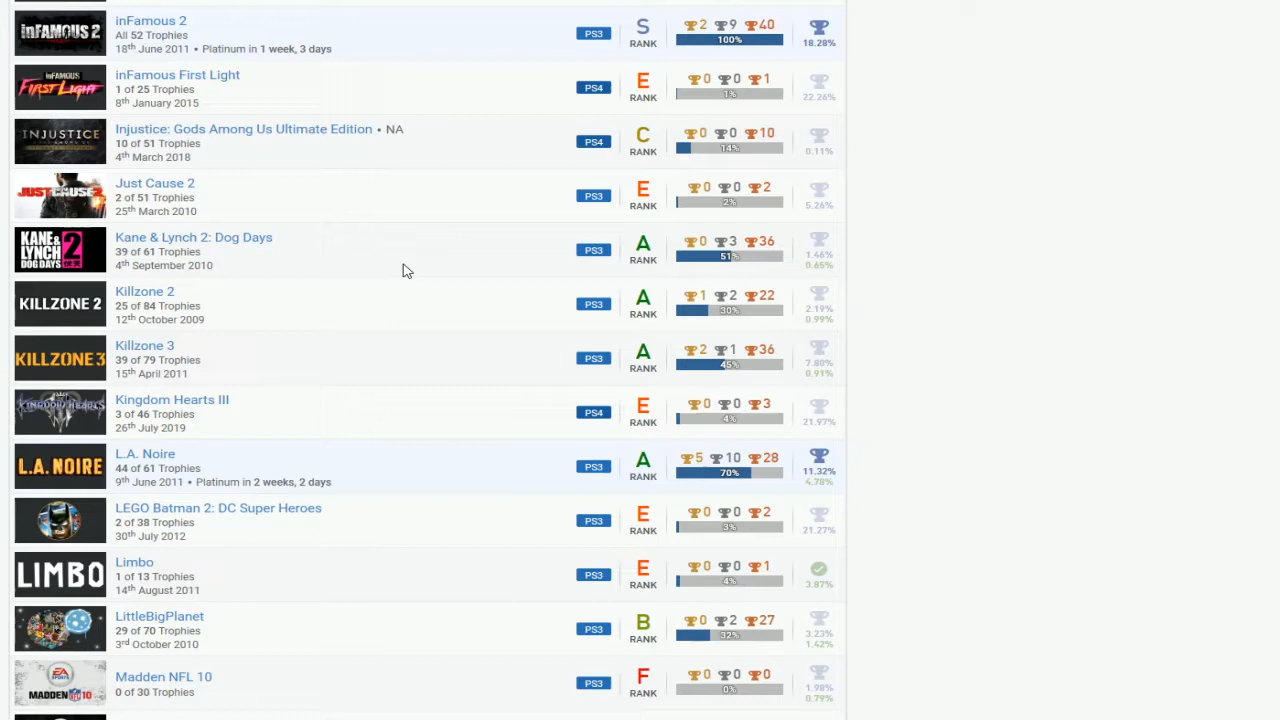 inFAMOUS 2
inFamous 2
All 52 Trophies
18th June 2011 • Platinum in 1 week, 3 days
PS3
S
RANK
2 9 40
100%
18.28%
inFAMOUS
FIRST LIGHT
inFamous First Light
1 of 25 Trophies
8th January 2015
PS4
E
RANK
0 0 1
1%
22.26%
INJUSTICE
Injustice: Gods Among Us Ultimate Edition • NA
10 of 51 Trophies
4th March 2018
PS4
C
RANK
0 0 10
14%
0.11%
JUST CAUSE 2
Just Cause 2
2 of 51 Trophies
25th March 2010
PS3
E
RANK
0 0 2
2%
5.26%
KANE &
LYNCH 2
DOG DAYS
Kane & Lynch 2: Dog Days
39 of 61 Trophies
September 2010
PS3
A
RANK
0 3 36
51%
1.46%
0.65%
KILLZONE 2
Killzone 2
25 of 84 Trophies
12th October 2009
PS3
A
RANK
1 2 22
30%
2.19%
0.99%
KILLZONE 3
Killzone 3
39 of 79 Trophies
15th April 2011
PS3
A
RANK
2 1 36
45%
7.80%
0.91%
KINGDOM HEARTS
Kingdom Hearts III
3 of 46 Trophies
26th July 2019
PS4
E
RANK
0 0 3
4%
21.97%
L.A. NOIRE
L.A. Noire
44 of 61 Trophies
9th June 2011 • Platinum in 2 weeks, 2 days
PS3
A
RANK
5 10 28
70%
11.32%
4.78%
LEGO Batman 2: DC Super Heroes
2 of 38 Trophies
July 2012
PS3
E
RANK
0 0 2
3%
21.27%
LIMBO
Limbo
1 of 13 Trophies
14th August 2011
PS3
E
RANK
0 0 1
4%
3.87%
LittleBigPlanet
29 of 70 Trophies
2nd October 2010
PS3
B
RANK
0 2 27
32%
3.23%
1.42%
EA
SPORTS
MADDEN NFL 10
Madden NFL 10
0 of 30 Trophies
PS3
F
RANK
0 0 0
0%
1.98%
0.79%